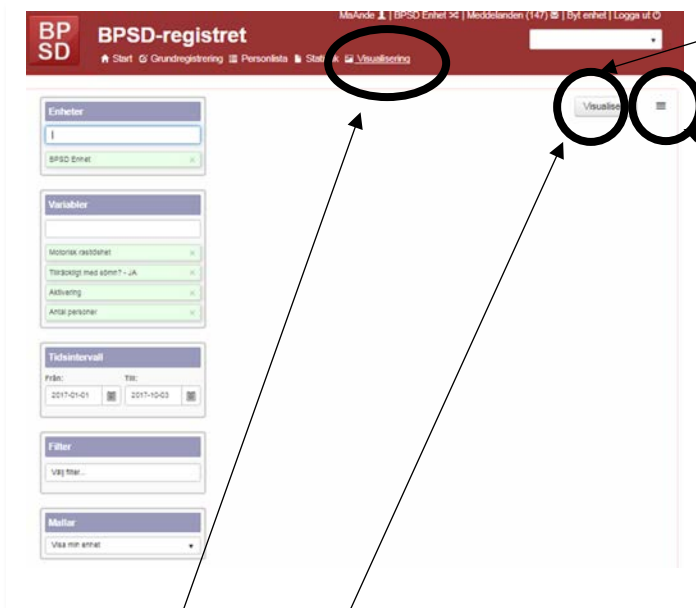 MaAnde | BPSD Enhet | Meddelanden (147) | Byt enhet | Logga ut
BP
SD
BPSD-registret
Start Grundregistrering Personlista Statistik Visualisering
Enheter
BPSD Enhet
Visualisera
Variabler
Motorisk rastlöshet
Tillräckligt med sömn? - JA
Aktivering
Antal personer
Tidsintervall
Från: Till:
2017-01-01 2017-10-03
Filter
Välj filter...
Mallar
Visa min enhet